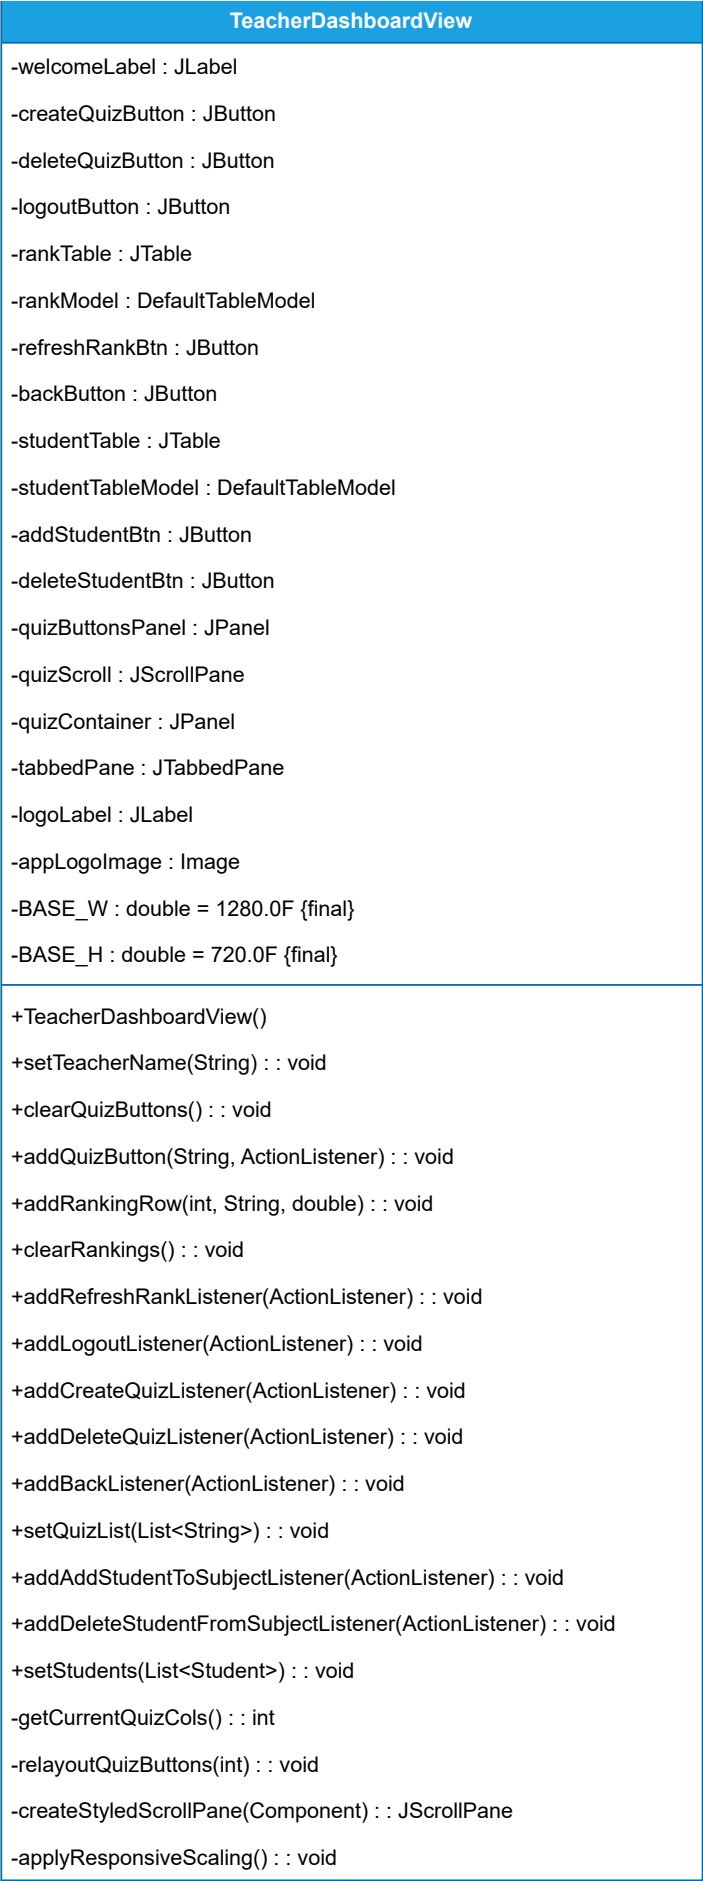 TeacherDashboardView
-welcomeLabel : JLabel
-createQuizButton : JButton
-deleteQuizButton : JButton
-logoutButton : JButton
-rankTable : JTable
-rankModel : DefaultTableModel
-refreshRankBtn : JButton
-backButton : JButton
-studentTable : JTable
-studentTableModel : DefaultTableModel
-addStudentBtn : JButton
-deleteStudentBtn : JButton
-quizButtonsPanel : JPanel
-quizScroll : JScrollPane
-quizContainer : JPanel
-tabbedPane : JTabbedPane
-logoLabel : JLabel
-appLogoImage : Image
-BASE_W : double = 1280.0F {final}
-BASE_H : double = 720.0F {final}
+TeacherDashboardView()
+setTeacherName(String) : : void
+clearQuizButtons() : : void
+addQuizButton(String, ActionListener) : : void
+addRankingRow(int, String, double) : : void
+clearRankings() : : void
+addRefreshRankListener(ActionListener) : : void
+addLogoutListener(ActionListener) : : void
+addCreateQuizListener(ActionListener) : : void
+addDeleteQuizListener(ActionListener) : : void
+addBackListener(ActionListener) : : void
+setQuizList(List<String>) : : void
+addAddStudentToSubjectListener(ActionListener) : : void
+addDeleteStudentFromSubjectListener(ActionListener) : : void
+setStudents(List<Student>) : : void
-getCurrentQuizCols() : : int
-relayoutQuizButtons(int) : : void
-createStyledScrollPane(Component) : : JScrollPane
-applyResponsiveScaling() : : void